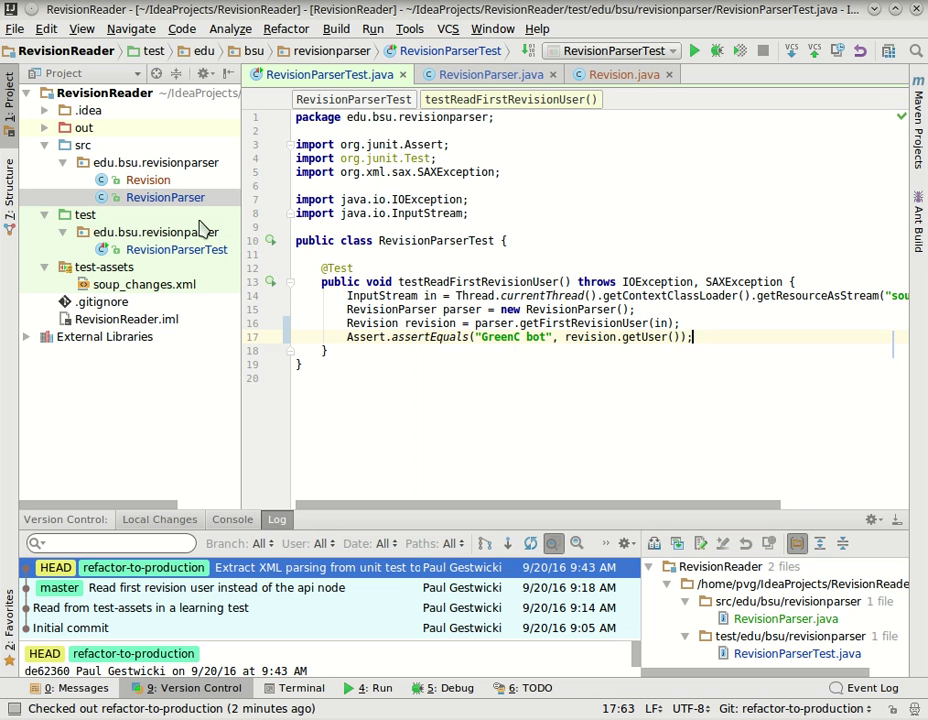 RevisionReader - [~/IdeaProjects/RevisionReader] - [RevisionReader] - ~/IdeaProjects/RevisionReader/test/edu/bsu/revisionparser/RevisionParserTest.java - I...
File Edit View Navigate Code Analyze Refactor Build Run Tools VCS Window Help
RevisionReader test edu bsu revisionparser RevisionParserTest RevisionParserTest VCS VCS
Project RevisionParserTest.java RevisionParser.java Revision.java
1: Project
2: Structure
2: Favorites
Maven Projects
Ant Build
RevisionReader ~/IdeaProjects/
.idea
out
src
edu.bsu.revisionparser
Revision
RevisionParser
test
edu.bsu.revisionparser
RevisionParserTest
test-assets
soup_changes.xml
.gitignore
RevisionReader.iml
External Libraries
RevisionParserTest testReadFirstRevisionUser()
1 package edu.bsu.revisionparser;
2
3 import org.junit.Assert;
4 import org.junit.Test;
5 import org.xml.sax.SAXException;
6
7 import java.io.IOException;
8 import java.io.InputStream;
9
10 public class RevisionParserTest {
11
12 @Test
13 public void testReadFirstRevisionUser() throws IOException, SAXException {
14 InputStream in = Thread.currentThread().getContextClassLoader().getResourceAsStream("sou
15 RevisionParser parser = new RevisionParser();
16 Revision revision = parser.getFirstRevisionUser(in);
17 Assert.assertEquals("GreenC bot", revision.getUser());
18 }
19 }
20
Version Control: Local Changes Console Log
Branch: All User: All Date: All Paths: All
HEAD refactor-to-production Extract XML parsing from unit test to Paul Gestwicki 9/20/16 9:43 AM
master Read first revision user instead of the api node Paul Gestwicki 9/20/16 9:18 AM
Read from test-assets in a learning test Paul Gestwicki 9/20/16 9:14 AM
Initial commit Paul Gestwicki 9/20/16 9:05 AM
HEAD refactor-to-production
de62360 Paul Gestwicki on 9/20/16 at 9:43 AM
RevisionReader 2 files
/home/pvg/IdeaProjects/RevisionReade
src/edu/bsu/revisionparser 1 file
RevisionParser.java
test/edu/bsu/revisionparser 1 file
RevisionParserTest.java
0: Messages 9: Version Control Terminal 4: Run 5: Debug 6: TODO Event Log
Checked out refactor-to-production (2 minutes ago) 17:63 LF UTF-8 Git: refactor-to-production